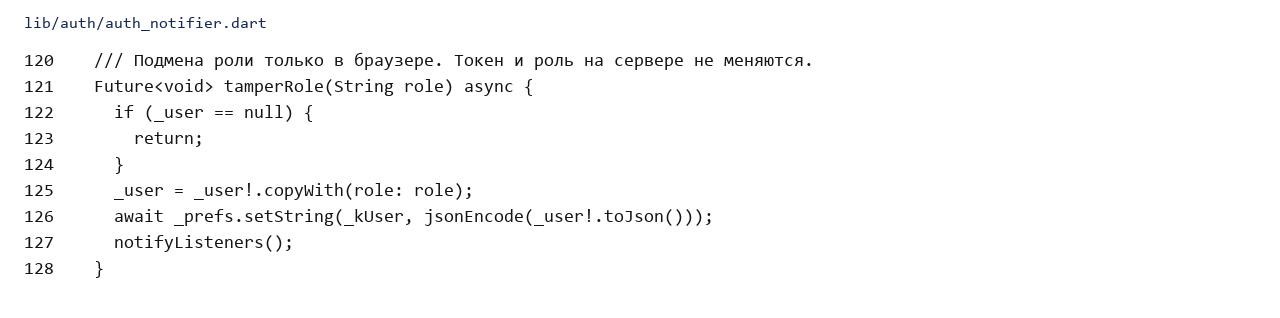 lib/auth/auth_notifier.dart
120    /// Подмена роли только в браузере. Токен и роль на сервере не меняются.
121    Future<void> tamperRole(String role) async {
122      if (_user == null) {
123        return;
124      }
125      _user = _user!.copyWith(role: role);
126      await _prefs.setString(_kUser, jsonEncode(_user!.toJson()));
127      notifyListeners();
128    }